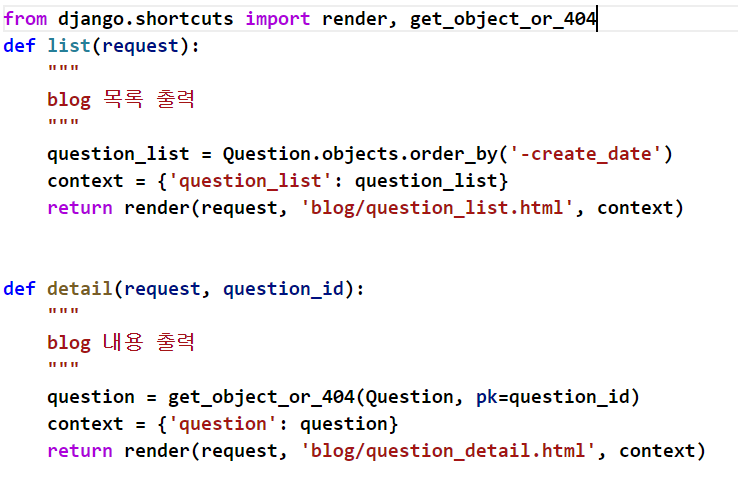 from django.shortcuts import render, get_object_or_404
def list(request):
    """
    blog 목록 출력
    """
    question_list = Question.objects.order_by('-create_date')
    context = {'question_list': question_list}
    return render(request, 'blog/question_list.html', context)


def detail(request, question_id):
    """
    blog 내용 출력
    """
    question = get_object_or_404(Question, pk=question_id)
    context = {'question': question}
    return render(request, 'blog/question_detail.html', context)